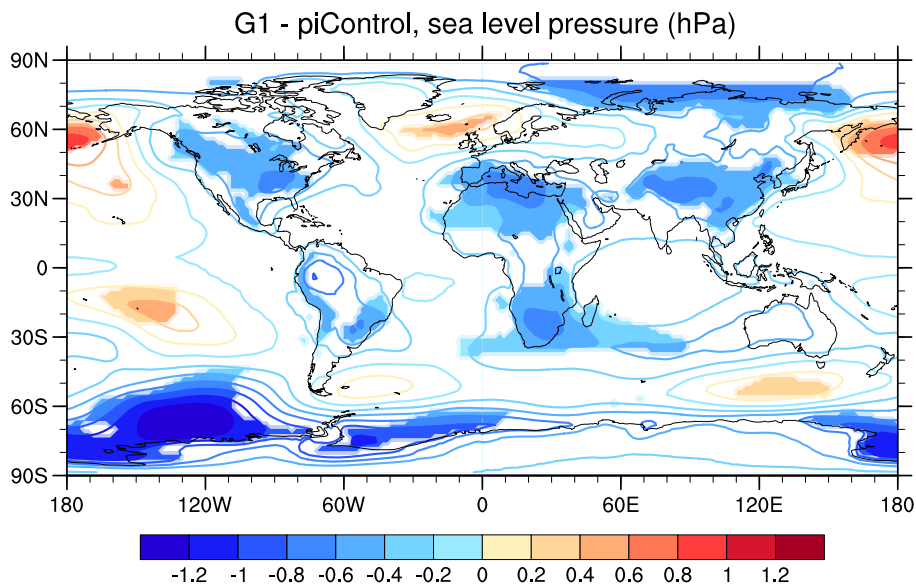 G1 - piControl, sea level pressure (hPa)
90N
60N
30N
0
30S
60S
90S
180 120W 60W 0 60E 120E 180
-1.2 -1 -0.8 -0.6 -0.4 -0.2 0 0.2 0.4 0.6 0.8 1 1.2